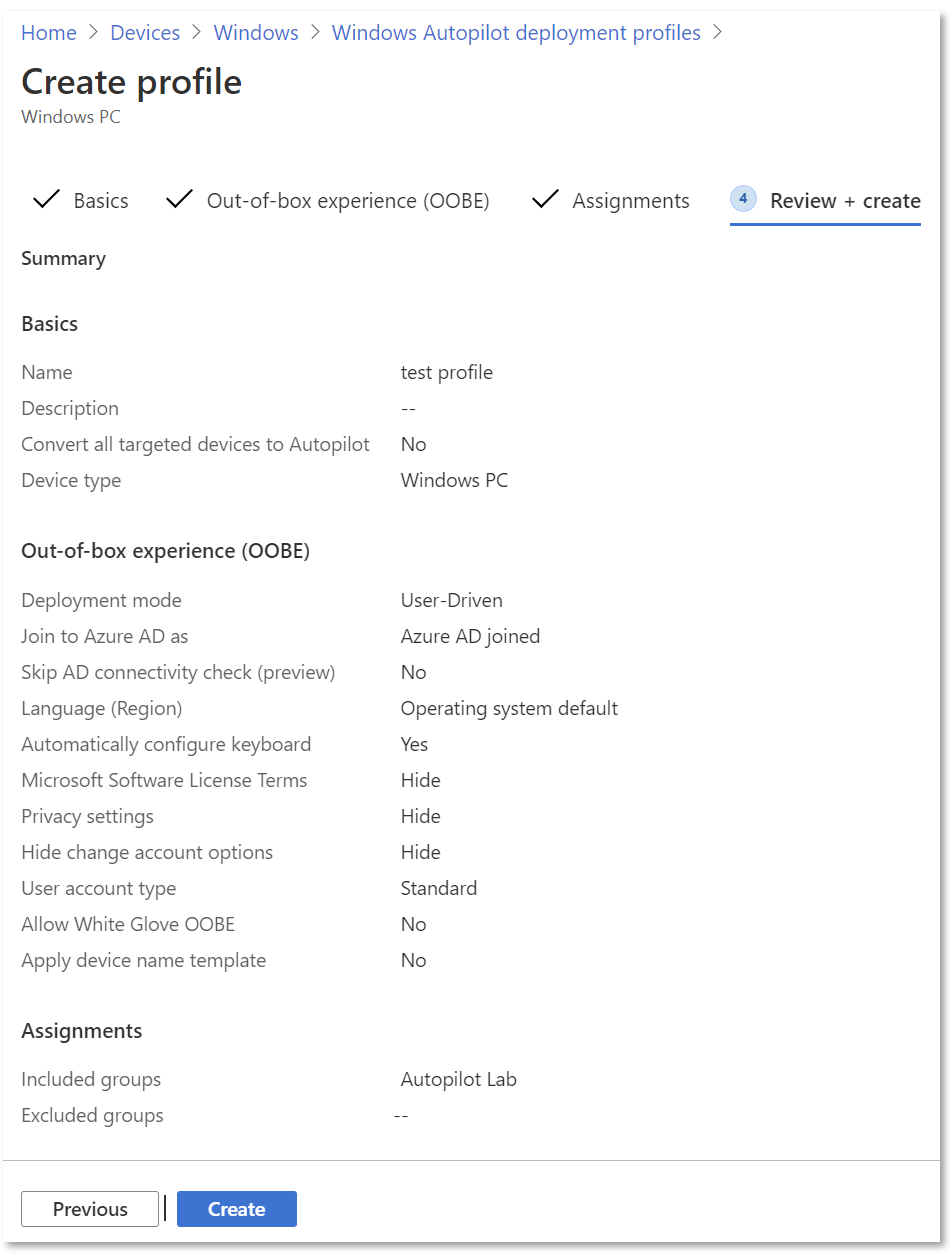 Home > Devices > Windows > Windows Autopilot deployment profiles >
Create profile
Windows PC
Basics Out-of-box experience (OOBE) Assignments 4 Review + create
Summary
Basics
Name test profile
Description --
Convert all targeted devices to Autopilot No
Device type Windows PC
Out-of-box experience (OOBE)
Deployment mode User-Driven
Join to Azure AD as Azure AD joined
Skip AD connectivity check (preview) No
Language (Region) Operating system default
Automatically configure keyboard Yes
Microsoft Software License Terms Hide
Privacy settings Hide
Hide change account options Hide
User account type Standard
Allow White Glove OOBE No
Apply device name template No
Assignments
Included groups Autopilot Lab
Excluded groups --
Previous Create